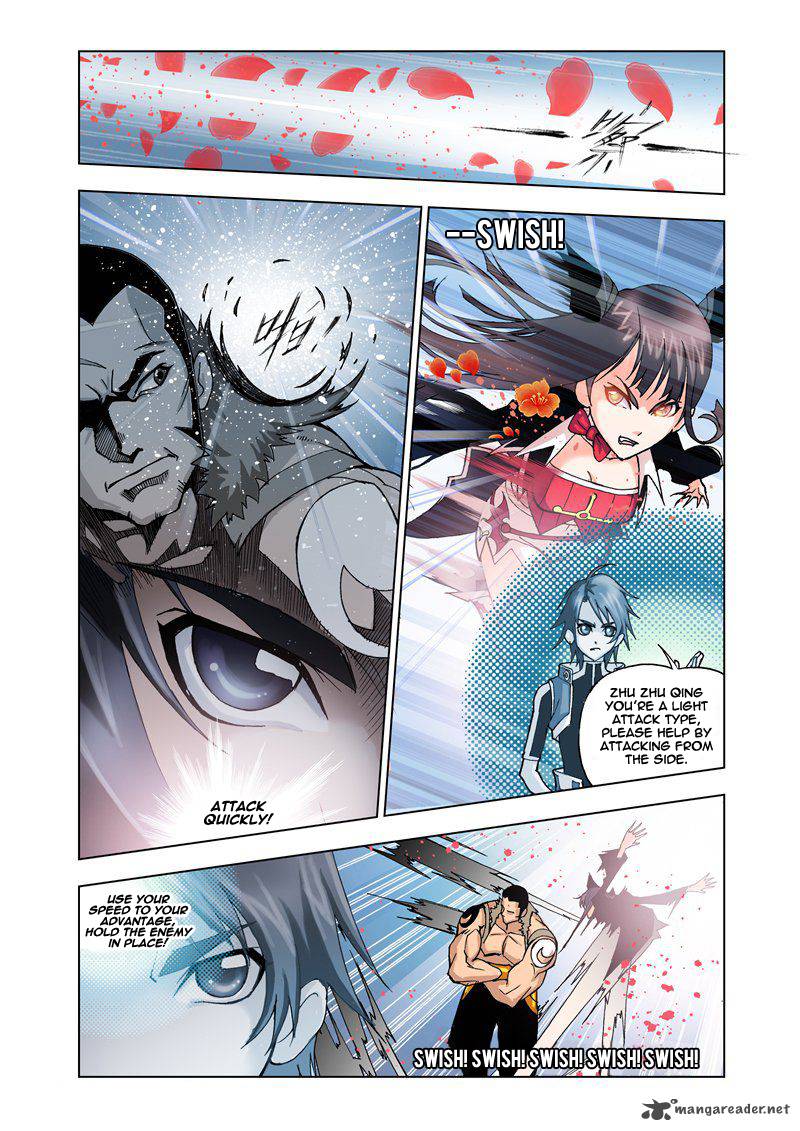 --SWISH!
ZHU ZHU QING
YOU'RE A LIGHT
ATTACK TYPE,
PLEASE HELP BY
ATTACKING FROM
THE SIDE.
ATTACK
QUICKLY!
USE YOUR
SPEED TO YOUR
ADVANTAGE,
HOLD THE ENEMY
IN PLACE!
SWISH! SWISH! SWISH! SWISH! SWISH!
mangareader.net